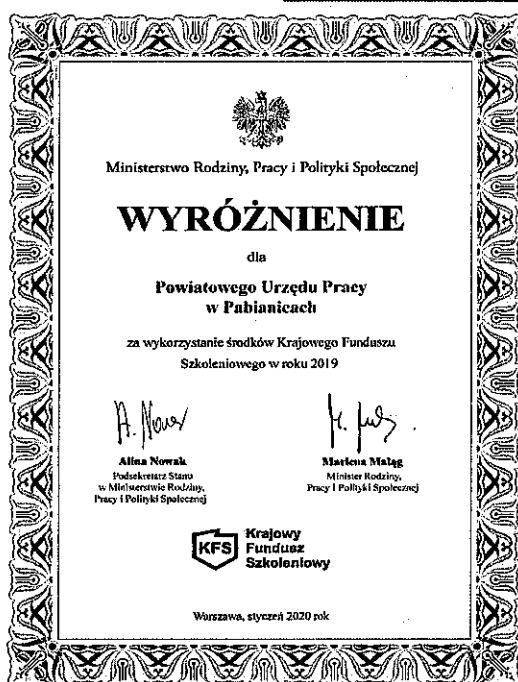 Ministerstwo Rodziny, Pracy i Polityki Społecznej
WYRÓŻNIENIE
dla
Powiatowego Urzędu Pracy
w Pabianicach
za wykorzystanie środków Krajowego Funduszu
Szkoleniowego w roku 2019
A. Nowak
Alina Nowak
Podsekretarz Stanu
w Ministerstwie Rodziny,
Pracy i Polityki Społecznej
Marlena Maląg
Minister Rodziny,
Pracy i Polityki Społecznej
KFS
Krajowy
Fundusz
Szkoleniowy
Warszawa, styczeń 2020 rok